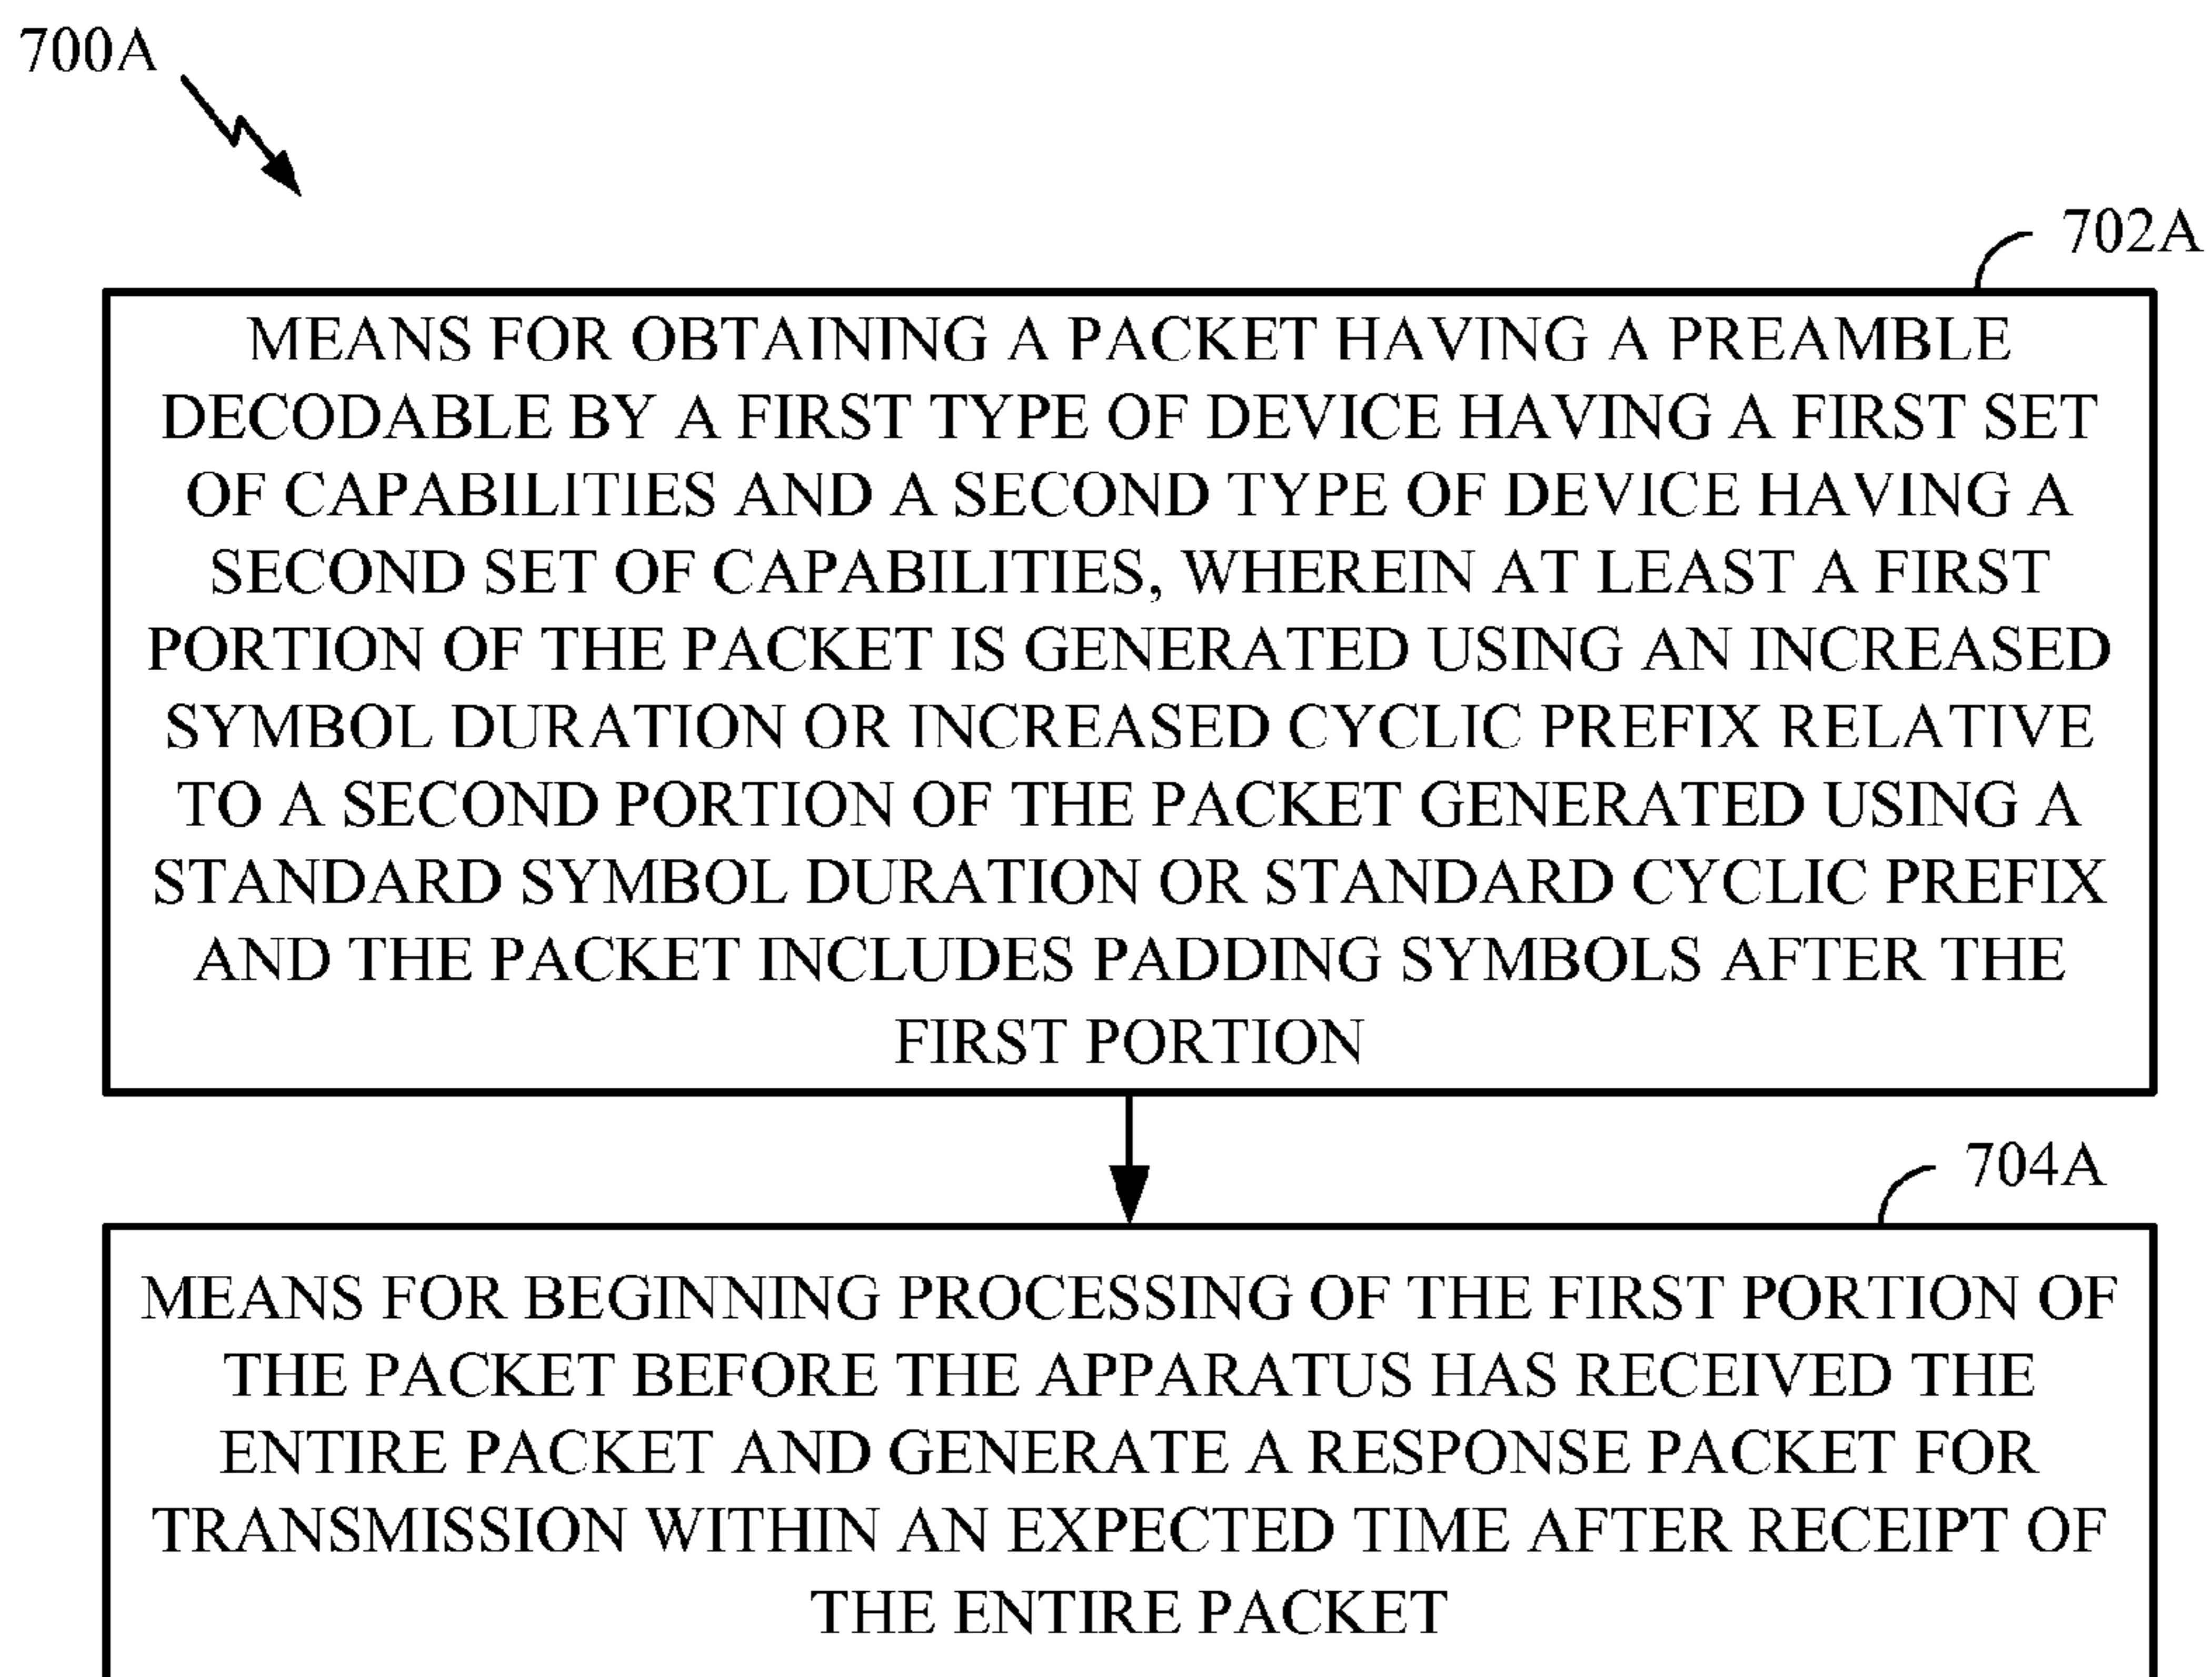 700A
702A
MEANS FOR OBTAINING A PACKET HAVING A PREAMBLE
DECODABLE BY A FIRST TYPE OF DEVICE HAVING A FIRST SET
OF CAPABILITIES AND A SECOND TYPE OF DEVICE HAVING A
SECOND SET OF CAPABILITIES, WHEREIN AT LEAST A FIRST
PORTION OF THE PACKET IS GENERATED USING AN INCREASED
SYMBOL DURATION OR INCREASED CYCLIC PREFIX RELATIVE
TO A SECOND PORTION OF THE PACKET GENERATED USING A
STANDARD SYMBOL DURATION OR STANDARD CYCLIC PREFIX
AND THE PACKET INCLUDES PADDING SYMBOLS AFTER THE
FIRST PORTION
704A
MEANS FOR BEGINNING PROCESSING OF THE FIRST PORTION OF
THE PACKET BEFORE THE APPARATUS HAS RECEIVED THE
ENTIRE PACKET AND GENERATE A RESPONSE PACKET FOR
TRANSMISSION WITHIN AN EXPECTED TIME AFTER RECEIPT OF
THE ENTIRE PACKET